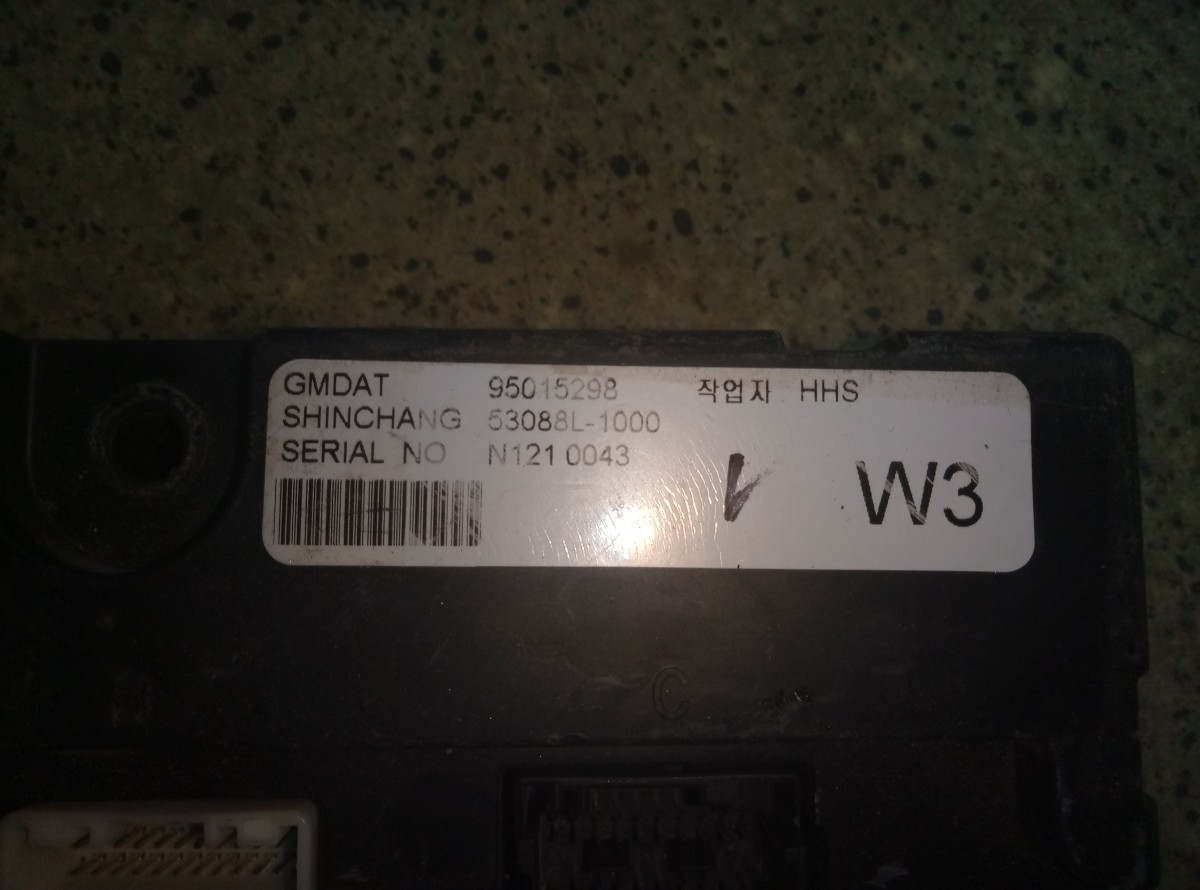 GMDAT 95015298 작업자 HHS
SHINCHANG 53088L-1000
SERIAL NO N121 0043
W3
C